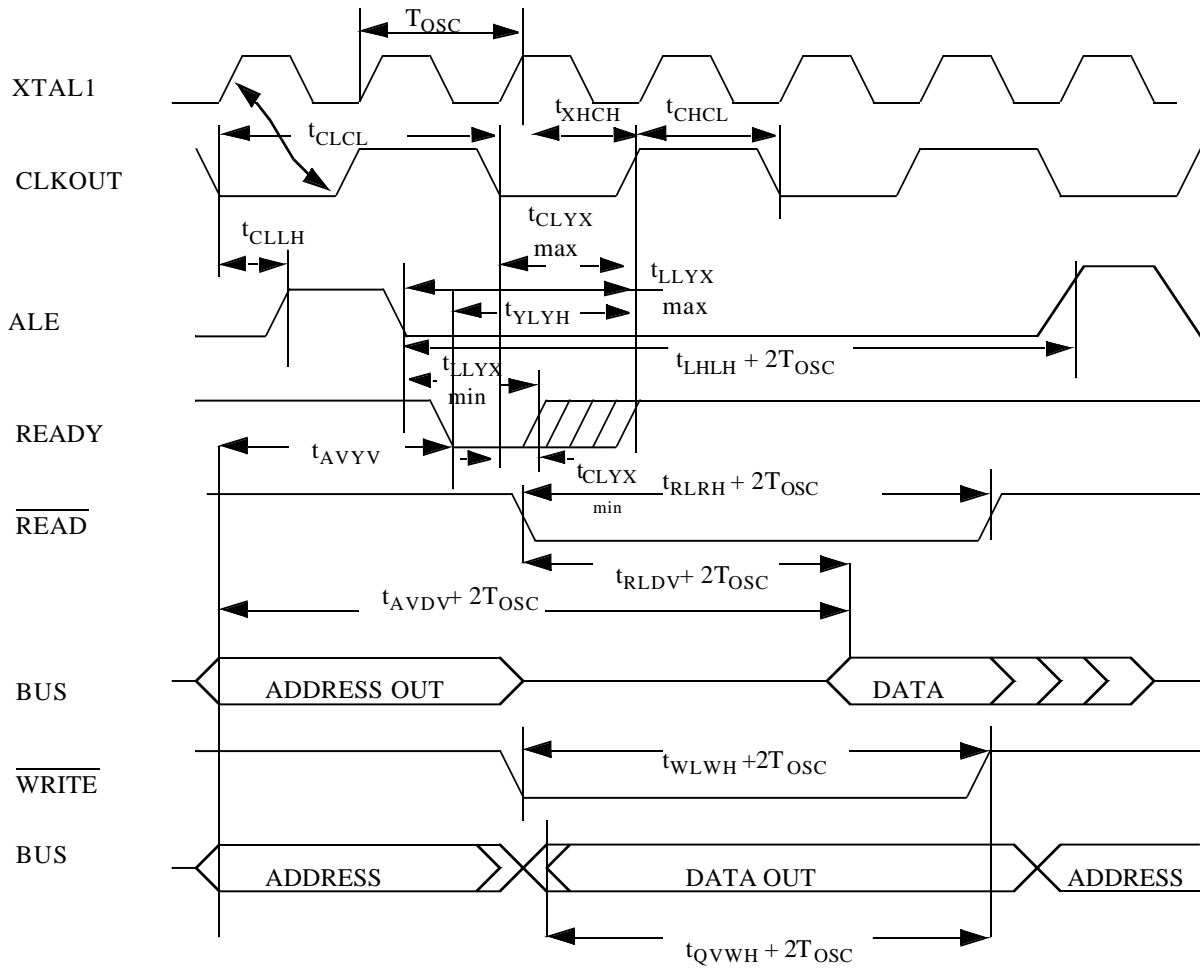 TOSC
XTAL1
tXHCH
tCHCL
tCLCL
CLKOUT
tCLYX
max
tCLLH
tLLYX
max
ALE
tYLYH
tLHLH + 2TOSC
tLLYX
min
READY
tAVYV
tCLYX
min
tRLRH + 2TOSC
READ
tRLDV+ 2TOSC
tAVDV+ 2TOSC
BUS
ADDRESS OUT
DATA
tWLWH +2TOSC
WRITE
BUS
ADDRESS
DATA OUT
ADDRESS
tQVWH + 2TOSC